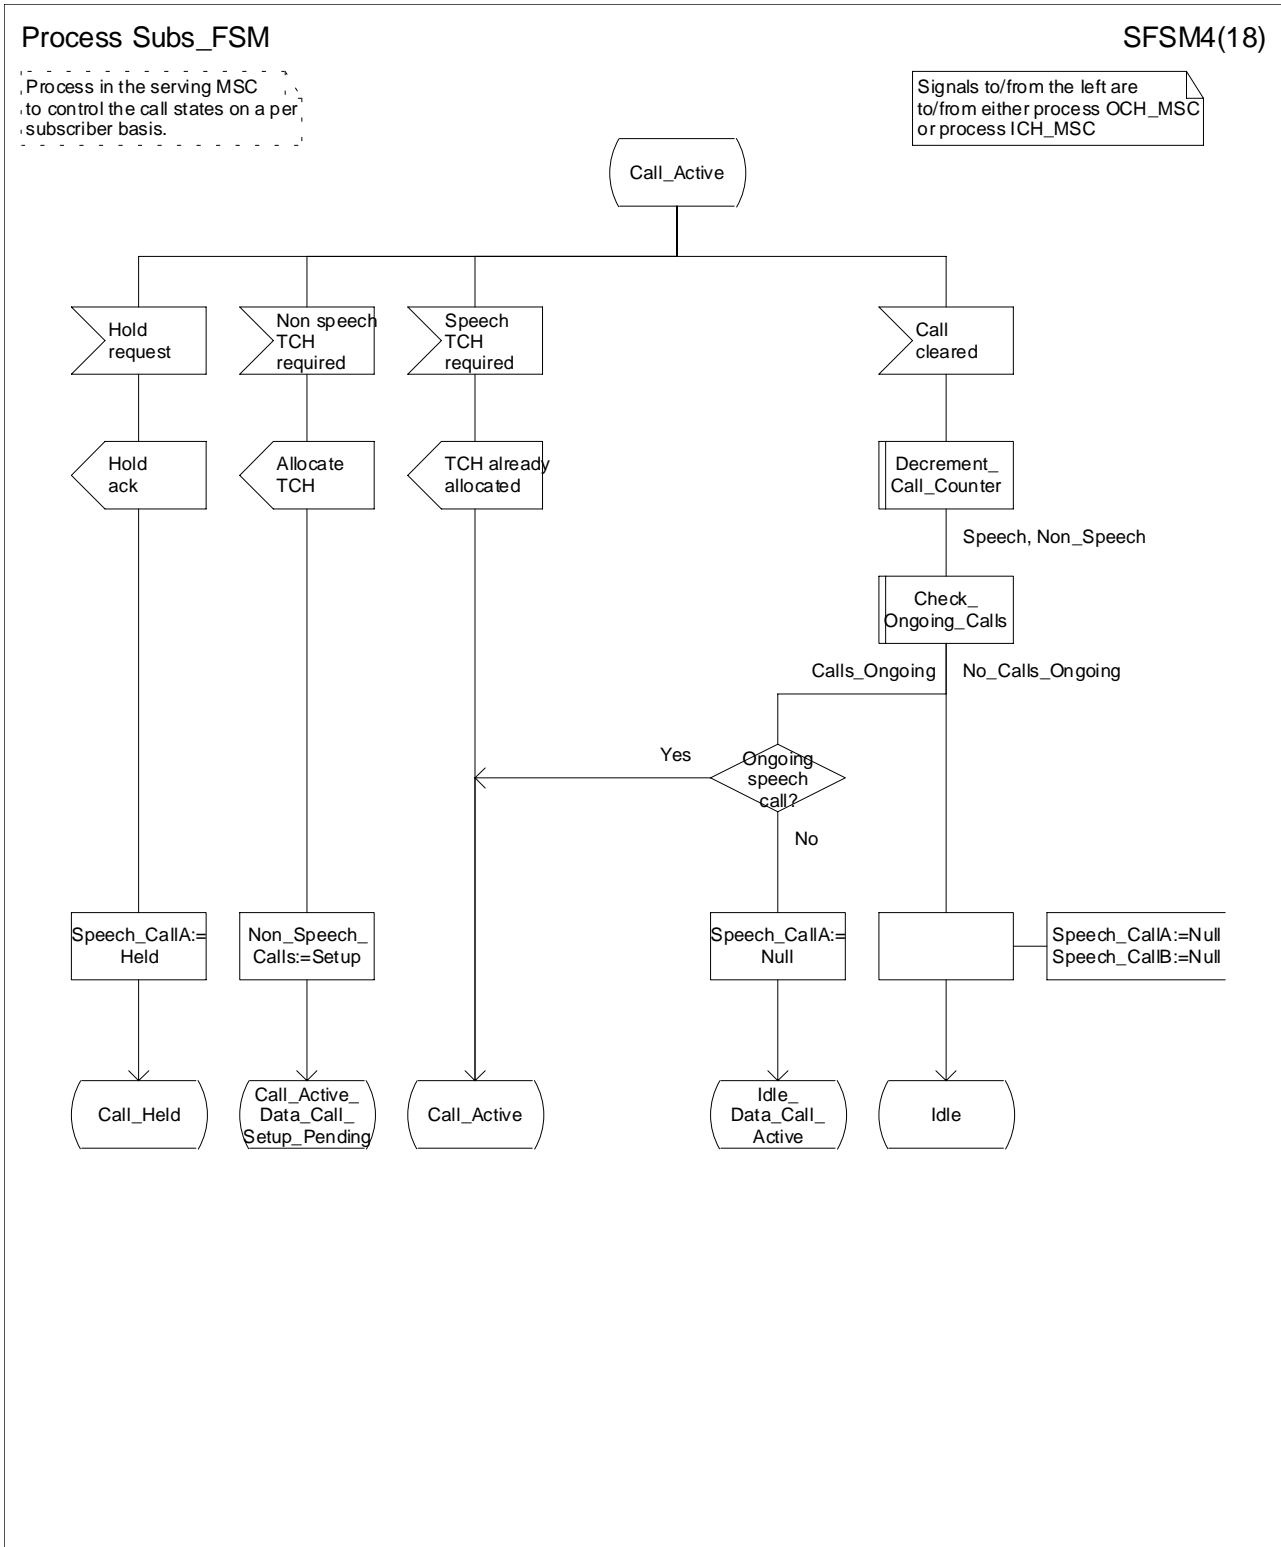 Process Subs_FSM
SFSM4(18)
Process in the serving MSC
to control the call states on a per
subscriber basis.
Signals to/from the left are
to/from either process OCH_MSC
or process ICH_MSC
Call_Active
Hold
request
Non speech
TCH
required
Speech
TCH
required
Call
cleared
Hold
ack
Allocate
TCH
TCH already
allocated
Decrement_
Call_Counter
Speech, Non_Speech
Check_
Ongoing_Calls
Calls_Ongoing
No_Calls_Ongoing
Yes
Ongoing
speech
call?
No
Speech_CallA:=
Held
Non_Speech_
Calls:=Setup
Speech_CallA:=
Null
Speech_CallA:=Null
Speech_CallB:=Null
Call_Held
Call_Active_
Data_Call_
Setup_Pending
Call_Active
Idle_
Data_Call_
Active
Idle